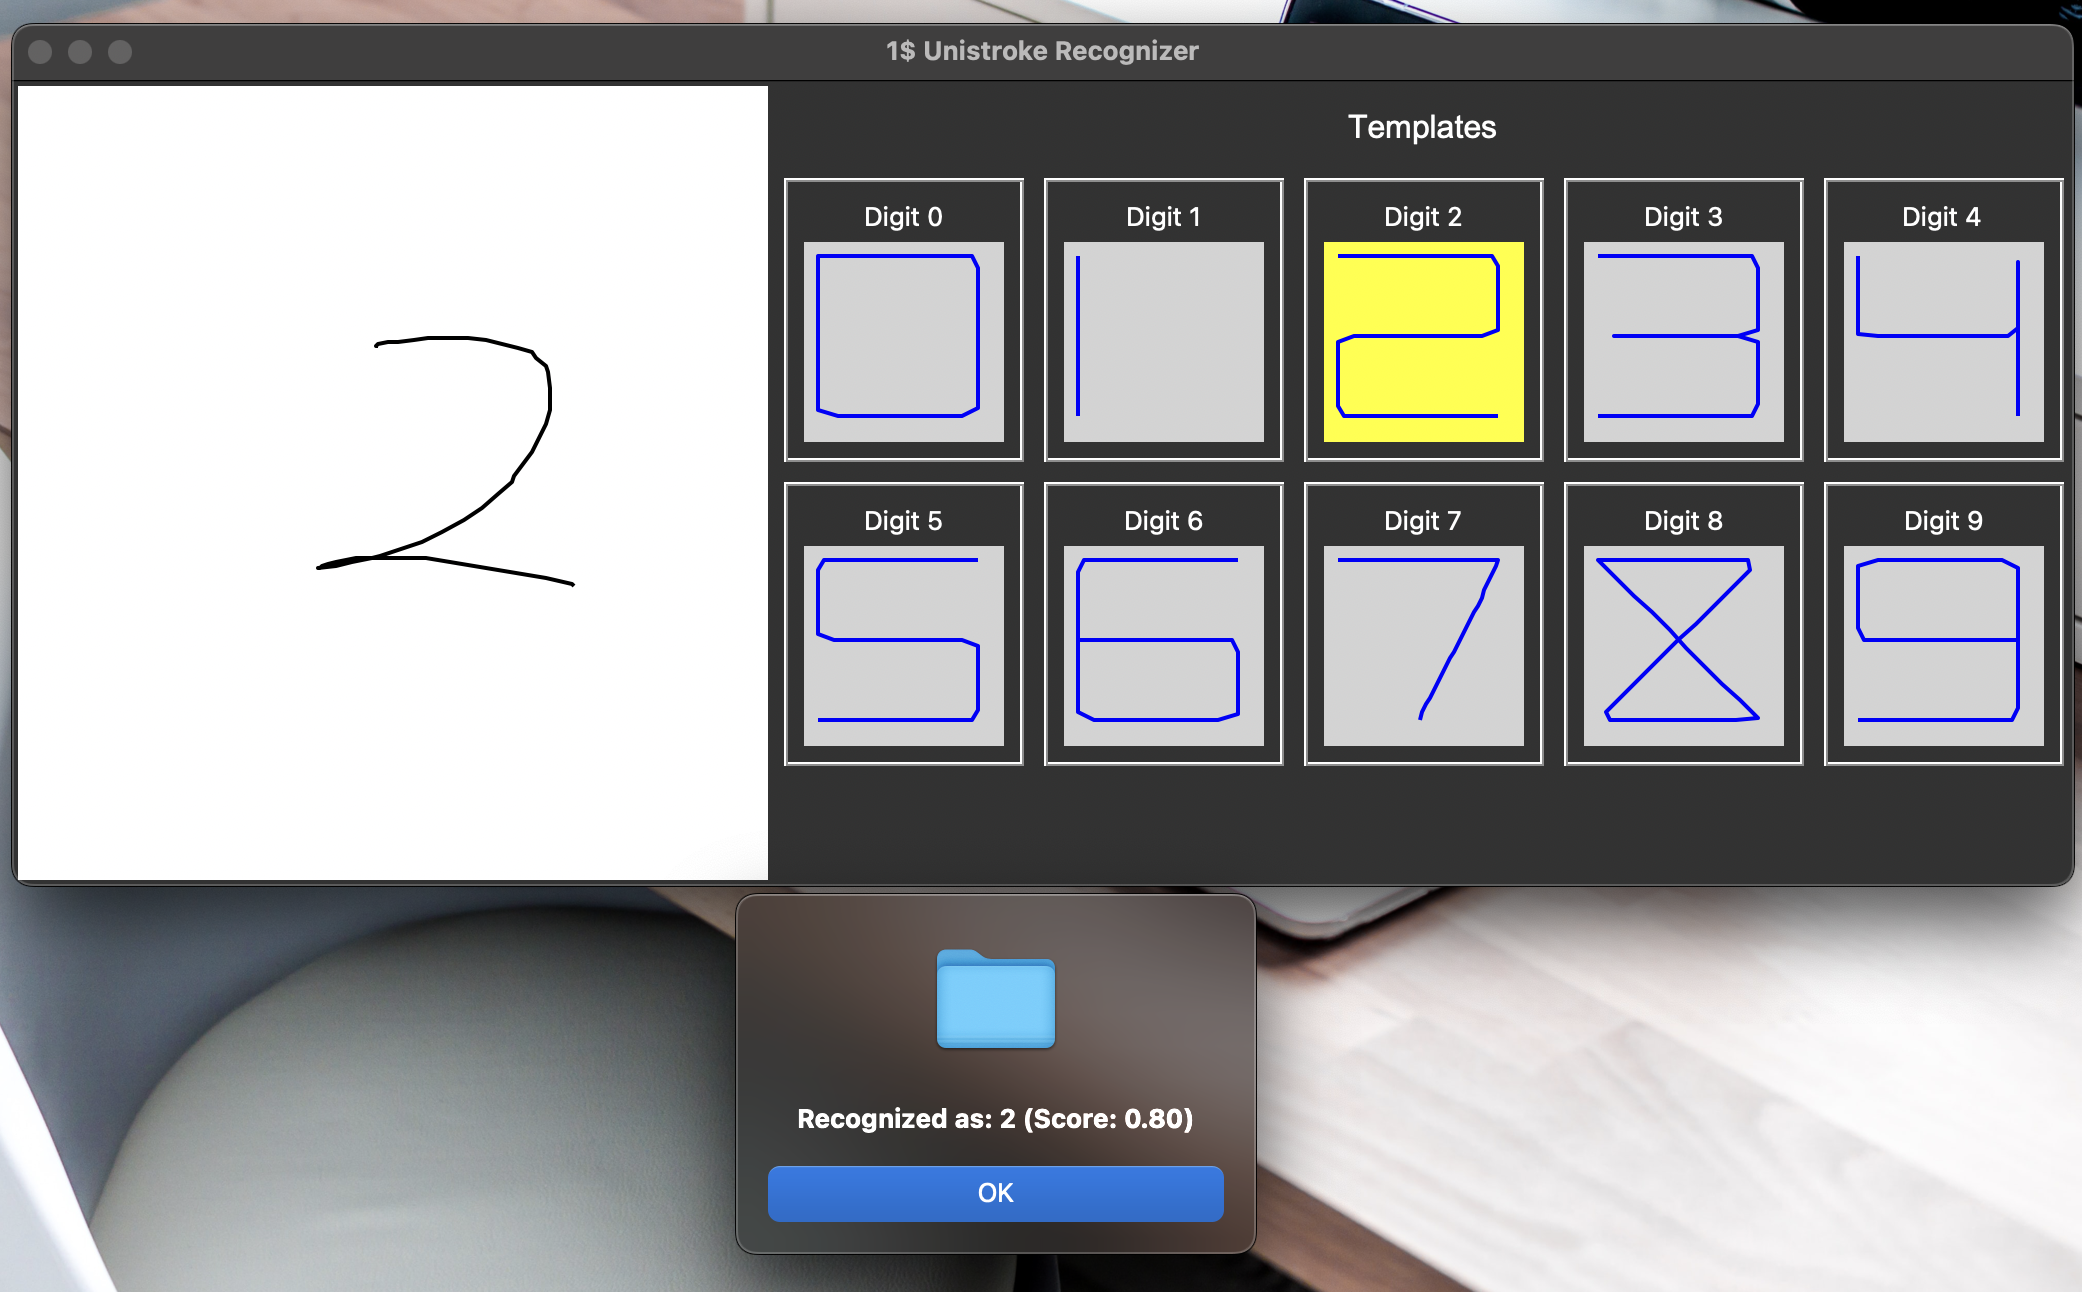 1$ Unistroke Recognizer
2
Templates
Digit 0
Digit 1
Digit 2
Digit 3
Digit 4
Digit 5
Digit 6
Digit 7
Digit 8
Digit 9
Recognized as: 2 (Score: 0.80)
OK